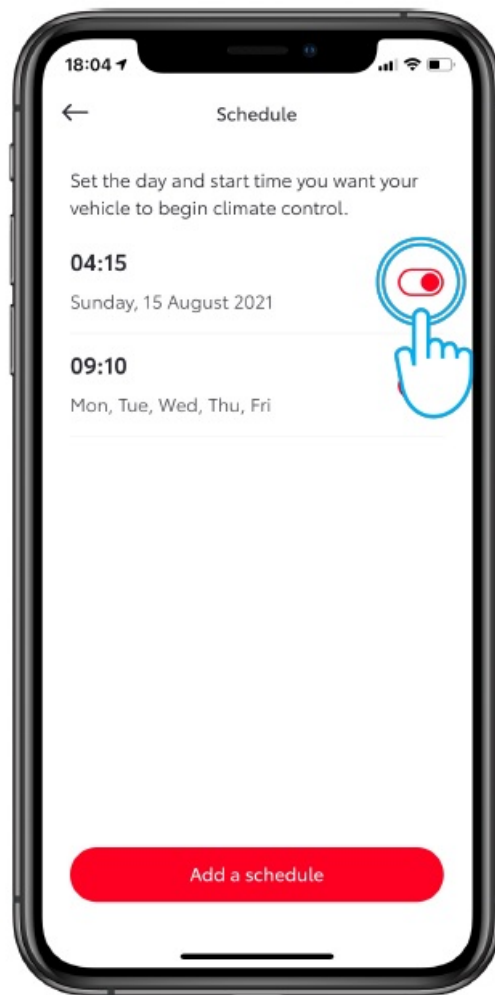 18:04
Schedule
Set the day and start time you want your
vehicle to begin climate control.
04:15
Sunday, 15 August 2021
09:10
Mon, Tue, Wed, Thu, Fri
Add a schedule